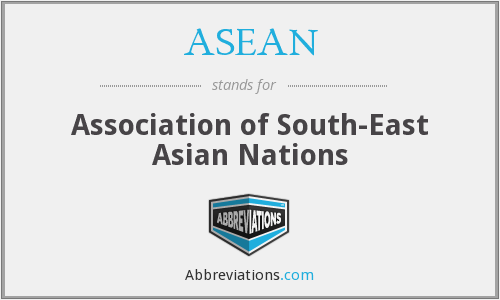 ASEAN
stands for
Association of South-East
Asian Nations
ABBREVIATIONS
Abbreviations.com